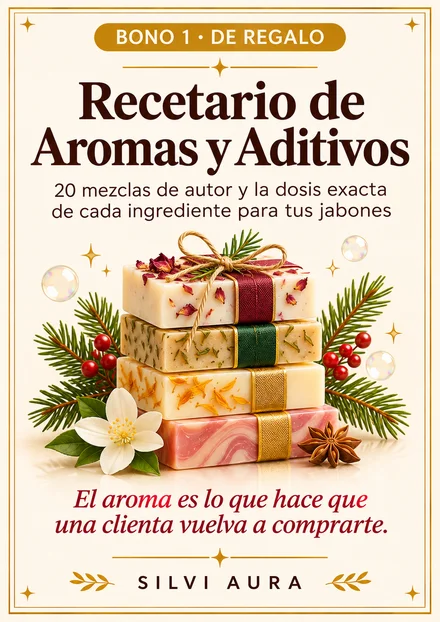 BONO 1 · DE REGALO
Recetario de
Aromas y Aditivos
20 mezclas de autor y la dosis exacta
de cada ingrediente para tus jabones
El aroma es lo que hace que
una clienta vuelva a comprarte.
SILVI AURA